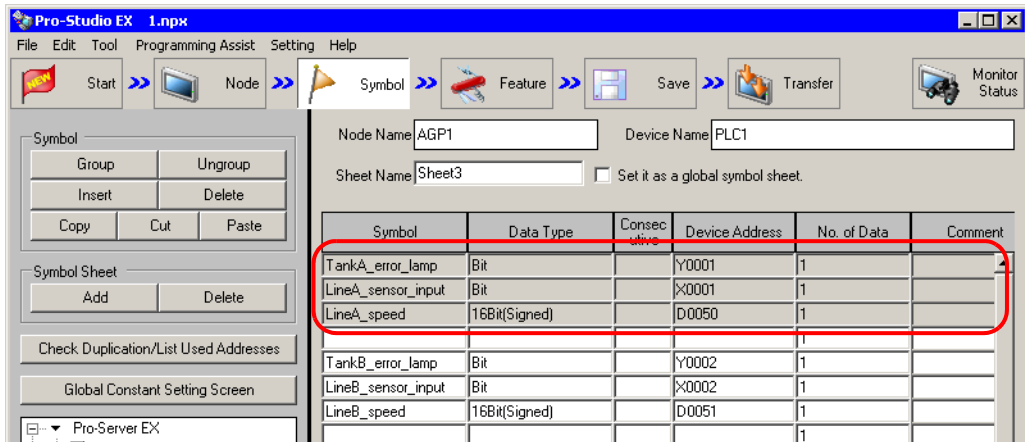 Pro-Studio EX 1.npx
File Edit Tool Programming Assist Setting Help
NEW Start Node Symbol Feature Save Transfer Monitor Status
Symbol
Group Ungroup
Insert Delete
Copy Cut Paste
Symbol Sheet
Add Delete
Check Duplication/List Used Addresses
Global Constant Setting Screen
Pro-Server EX
Node Name AGP1 Device Name PLC1
Sheet Name Sheet3 Set it as a global symbol sheet.
Symbol Data Type Consec utive Device Address No. of Data Comment
TankA_error_lamp Bit Y0001 1
LineA_sensor_input Bit X0001 1
LineA_speed 16Bit(Signed) D0050 1
1
TankB_error_lamp Bit Y0002 1
LineB_sensor_input Bit X0002 1
LineB_speed 16Bit(Signed) D0051 1
1